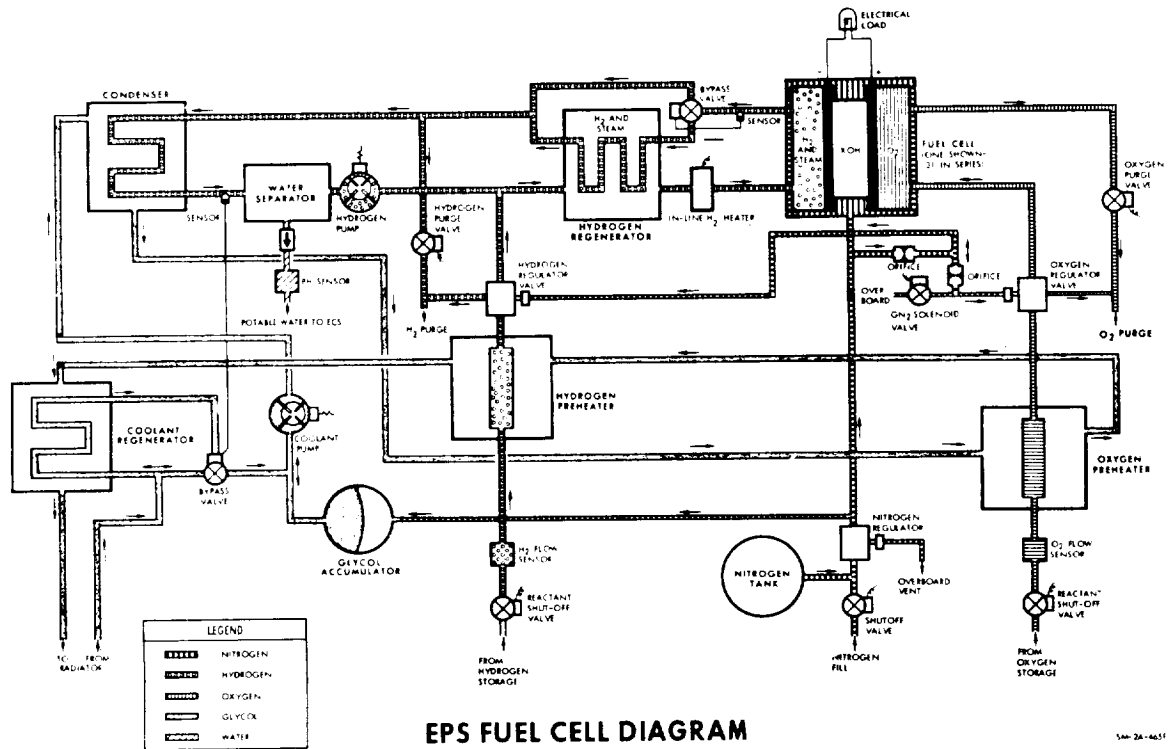 ELECTRICAL
LOAD
CONDENSER
BYPASS
VALVE
SENSOR
H2 AND
STEAM
H2
AND
STEAM
KOH
O2
FUEL CELL
(ONE SHOWN-
31 IN SERIES)
OXYGEN
PURGE
VALVE
WATER
SEPARATOR
SENSOR
HYDROGEN
PUMP
HYDROGEN
PURGE
VALVE
HYDROGEN
REGENERATOR
IN-LINE H2 HEATER
PH SENSOR
POTABLE WATER TO ECS
HYDROGEN
REGULATOR
VALVE
H2 PURGE
ORIFICE
ORIFICE
OVER
BOARD
GN2 SOLENOID
VALVE
OXYGEN
REGULATOR
VALVE
O2 PURGE
HYDROGEN
PREHEATER
COOLANT
REGENERATOR
COOLANT
PUMP
BYPASS
VALVE
OXYGEN
PREHEATER
GLYCOL
ACCUMULATOR
H2 FLOW
SENSOR
NITROGEN
REGULATOR
NITROGEN
TANK
OVERBOARD
VENT
O2 FLOW
SENSOR
REACTANT
SHUT-OFF
VALVE
SHUTOFF
VALVE
REACTANT
SHUT-OFF
VALVE
TO FROM
RADIATOR
FROM
HYDROGEN
STORAGE
NITROGEN
FILL
FROM
OXYGEN
STORAGE
LEGEND
NITROGEN
HYDROGEN
OXYGEN
GLYCOL
WATER
EPS FUEL CELL DIAGRAM